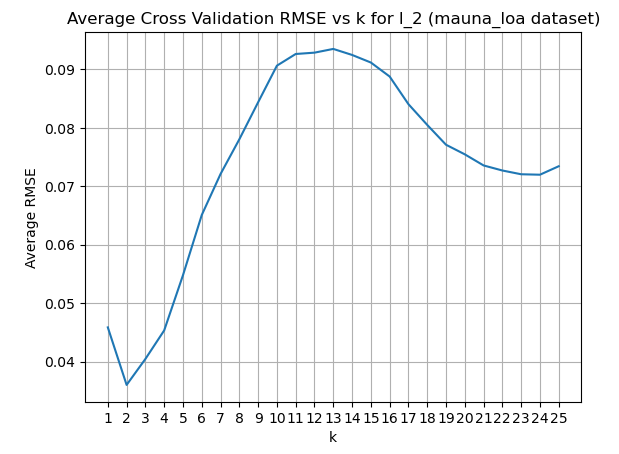 Average Cross Validation RMSE vs k for l_2 (mauna_loa dataset)
0.09
0.08
0.07
0.06
0.05
0.04
Average RMSE
1 2 3 4 5 6 7 8 9 10 11 12 13 14 15 16 17 18 19 20 21 22 23 24 25
k